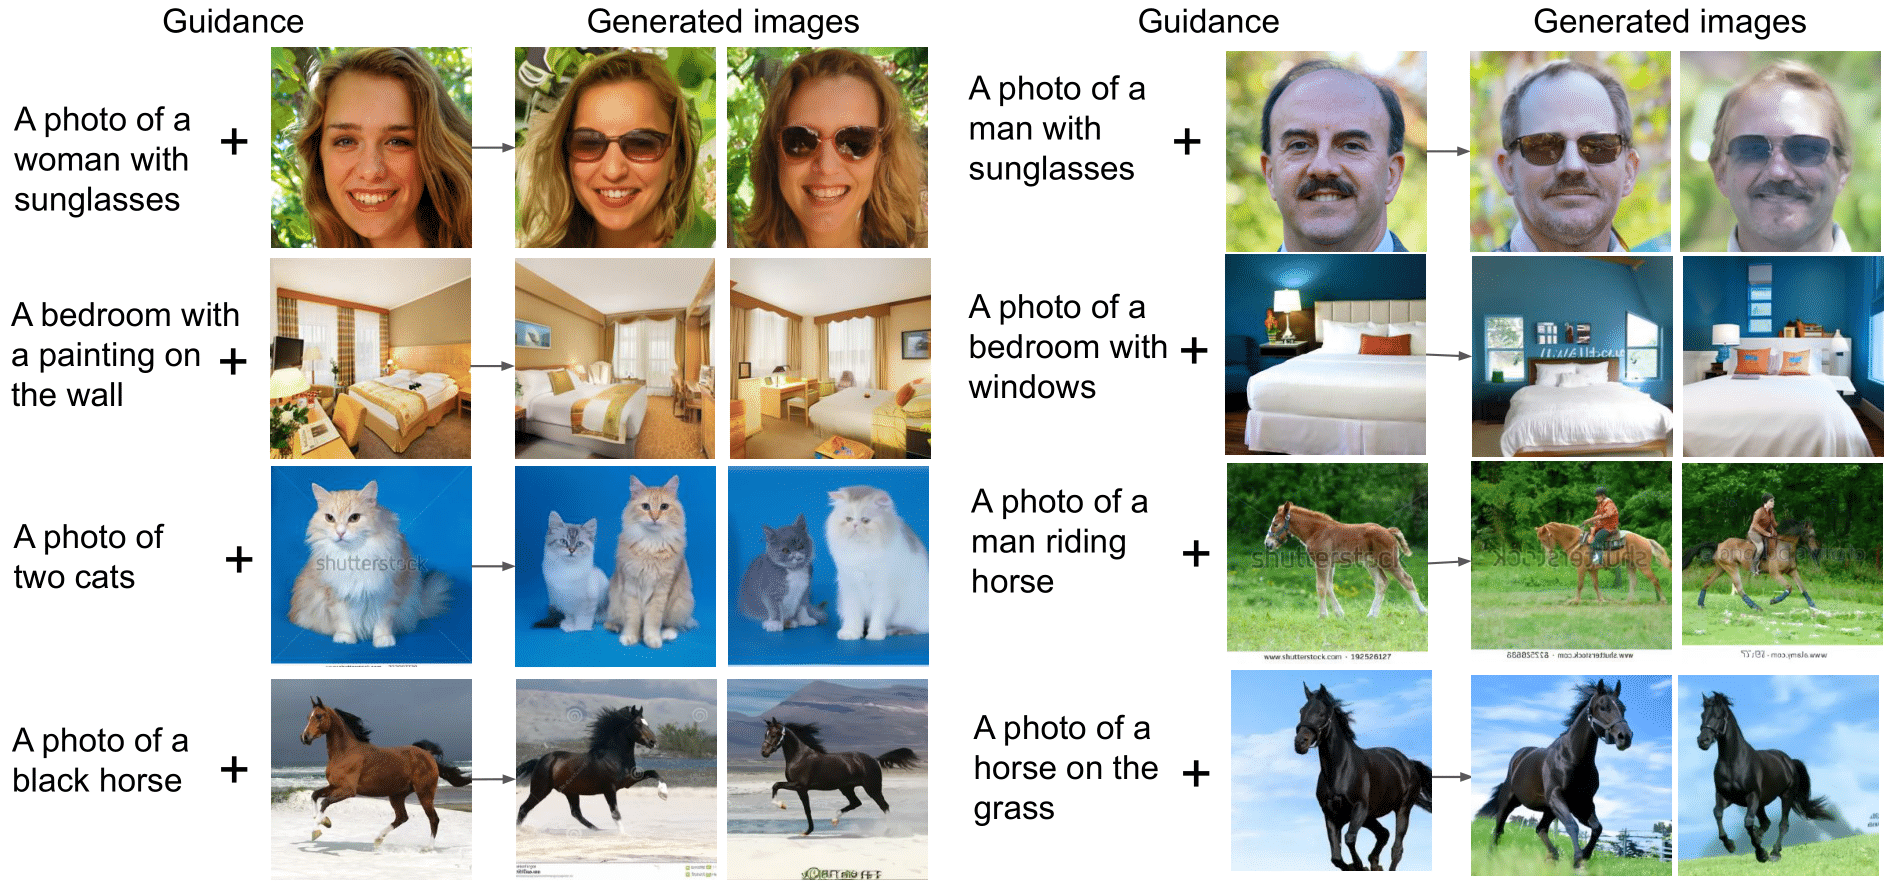 Guidance
Generated images
A photo of a
woman with
sunglasses
+
A bedroom with
a painting on
the wall
+
A photo of
two cats
+
shutterstock
A photo of a
black horse
+
Guidance
Generated images
A photo of a
man with
sunglasses
+
A photo of a
bedroom with
windows
+
A photo of a
man riding
horse
+
shutterstock
www.shutterstock.com · 192526127
A photo of a
horse on the
grass
+